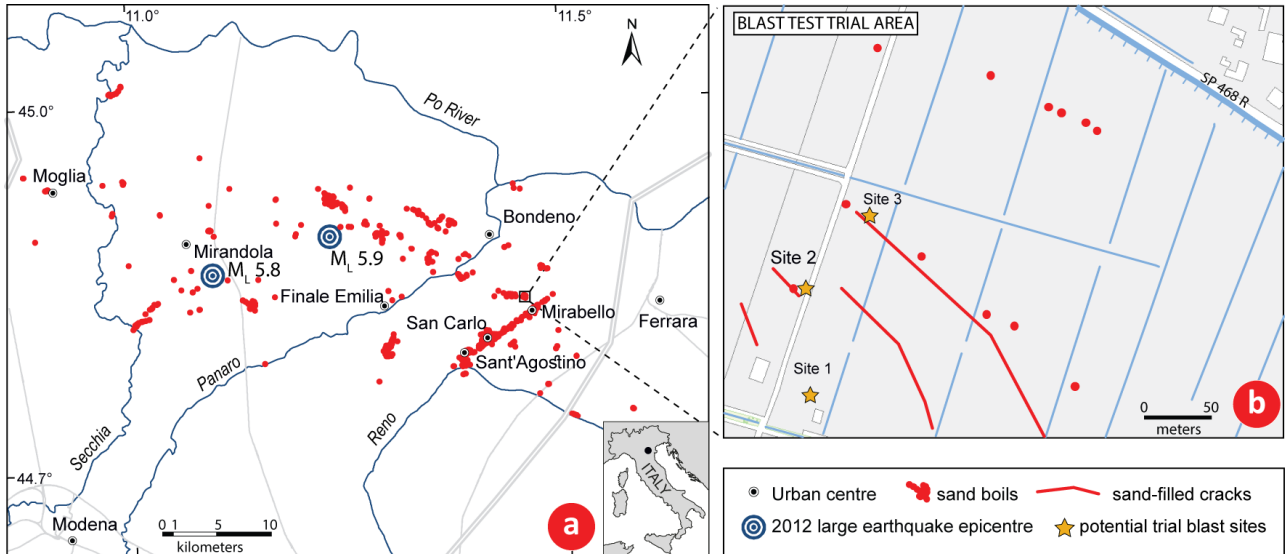 11.0°
11.5°
45.0°
44.7°
N
Po River
Moglia
Bondeno
Mirandola
M_L 5.8
M_L 5.9
Finale Emilia
Mirabello
San Carlo
Ferrara
Sant'Agostino
Panaro
Secchia
Reno
Modena
0 1 5 10
kilometers
ITALY
a
BLAST TEST TRIAL AREA
SP 468 R
Site 3
Site 2
Site 1
0 50
meters
b
Urban centre
sand boils
sand-filled cracks
2012 large earthquake epicentre
potential trial blast sites